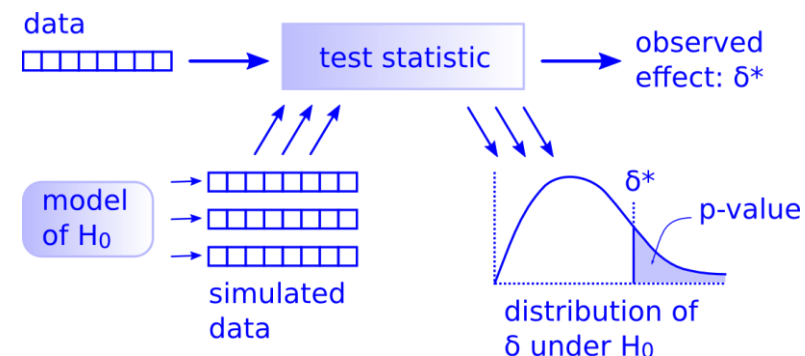 data
test statistic
observed
effect: δ*
model
of H₀
simulated
data
δ*
p-value
distribution of
δ under H₀